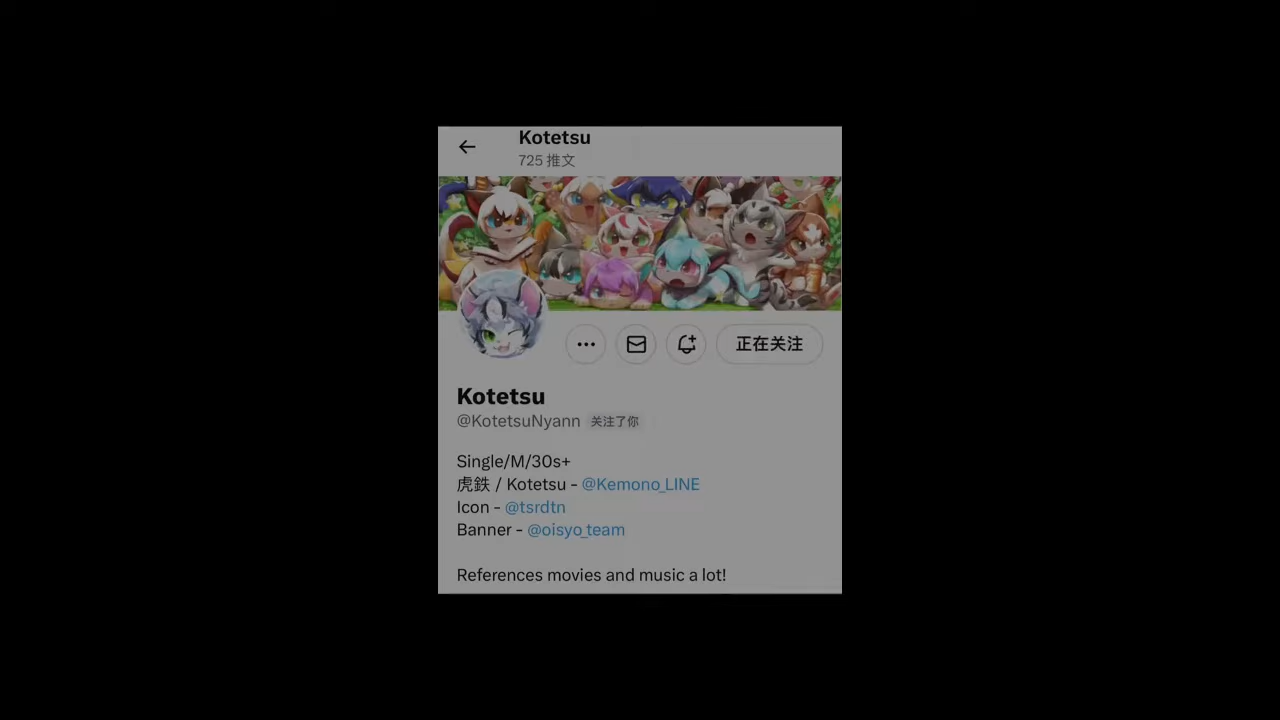 Kotetsu
725 推文
正在关注
Kotetsu
@KotetsuNyann 关注了你
Single/M/30s+
虎鉄 / Kotetsu - @Kemono_LINE
Icon - @tsrdtn
Banner - @oisyo_team
References movies and music a lot!